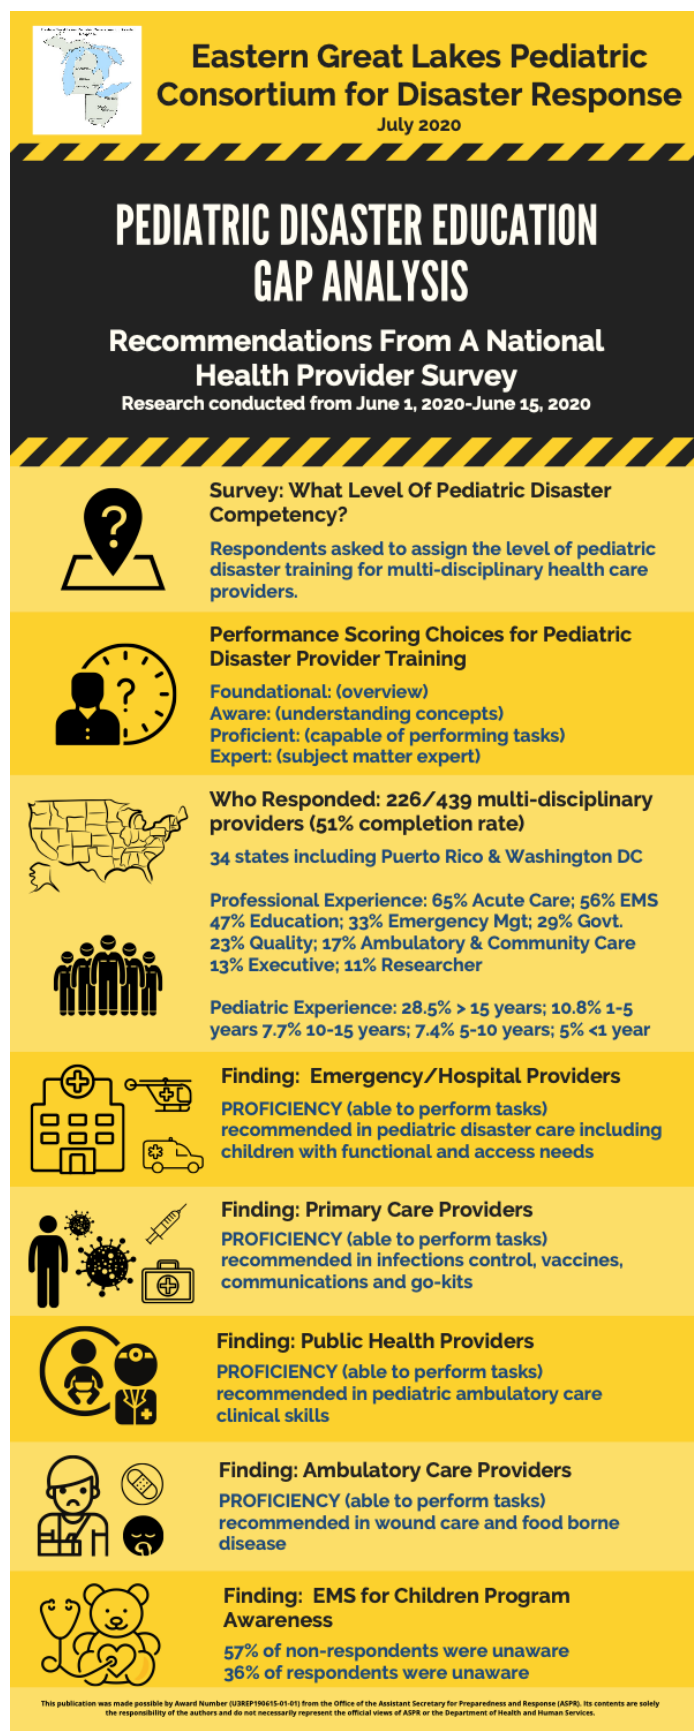 Eastern Great Lakes Pediatric
Consortium for Disaster Response
July 2020
PEDIATRIC DISASTER EDUCATION
GAP ANALYSIS
Recommendations From A National
Health Provider Survey
Research conducted from June 1, 2020-June 15, 2020
Survey: What Level Of Pediatric Disaster
Competency?
Respondents asked to assign the level of pediatric
disaster training for multi-disciplinary health care
providers.
Performance Scoring Choices for Pediatric
Disaster Provider Training
Foundational: (overview)
Aware: (understanding concepts)
Proficient: (capable of performing tasks)
Expert: (subject matter expert)
Who Responded: 226/439 multi-disciplinary
providers (51% completion rate)
34 states including Puerto Rico & Washington DC
Professional Experience: 65% Acute Care; 56% EMS
47% Education; 33% Emergency Mgt; 29% Govt.
23% Quality; 17% Ambulatory & Community Care
13% Executive; 11% Researcher
Pediatric Experience: 28.5% > 15 years; 10.8% 1-5
years 7.7% 10-15 years; 7.4% 5-10 years; 5% <1 year
Finding: Emergency/Hospital Providers
PROFICIENCY (able to perform tasks)
recommended in pediatric disaster care including
children with functional and access needs
Finding: Primary Care Providers
PROFICIENCY (able to perform tasks)
recommended in infections control, vaccines,
communications and go-kits
Finding: Public Health Providers
PROFICIENCY (able to perform tasks)
recommended in pediatric ambulatory care
clinical skills
Finding: Ambulatory Care Providers
PROFICIENCY (able to perform tasks)
recommended in wound care and food borne
disease
Finding: EMS for Children Program
Awareness
57% of non-respondents were unaware
36% of respondents were unaware
This publication was made possible by Award Number (U3REP190615-01-01) from the Office of the Assistant Secretary for Preparedness and Response (ASPR). Its contents are solely
the responsibility of the authors and do not necessarily represent the official views of ASPR or the Department of Health and Human Services.